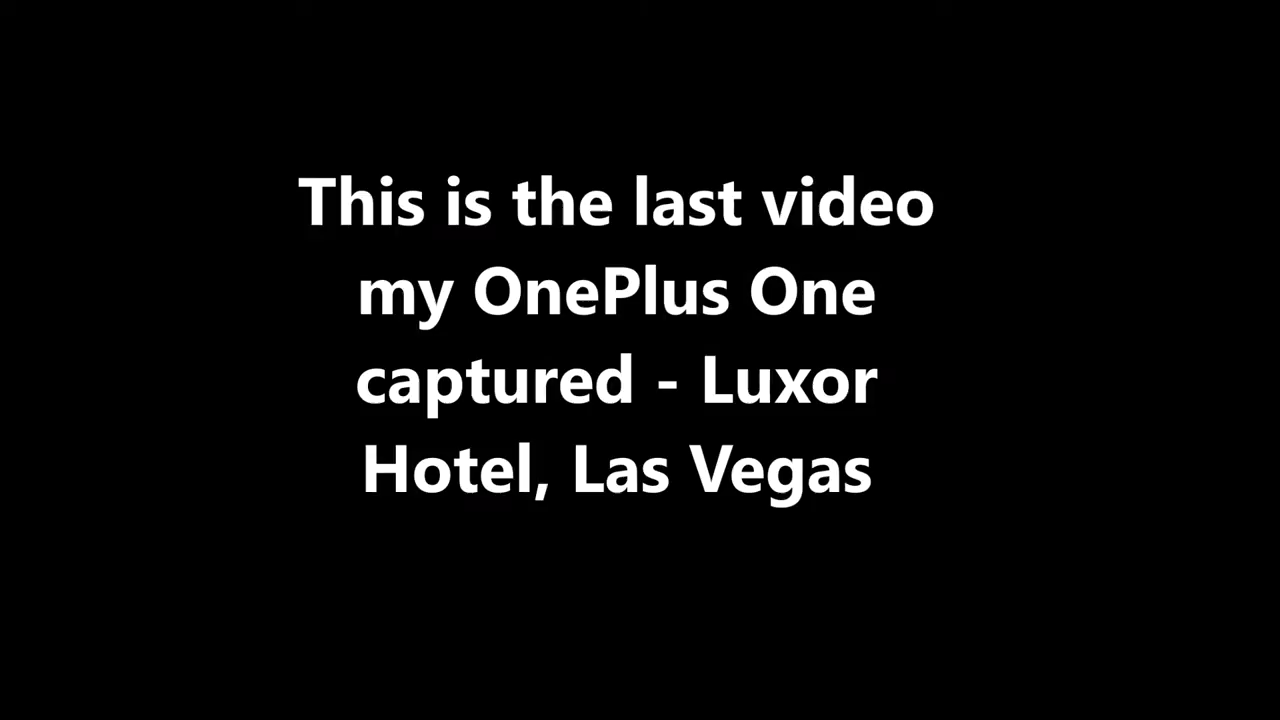 This is the last video
my OnePlus One
captured - Luxor
Hotel, Las Vegas